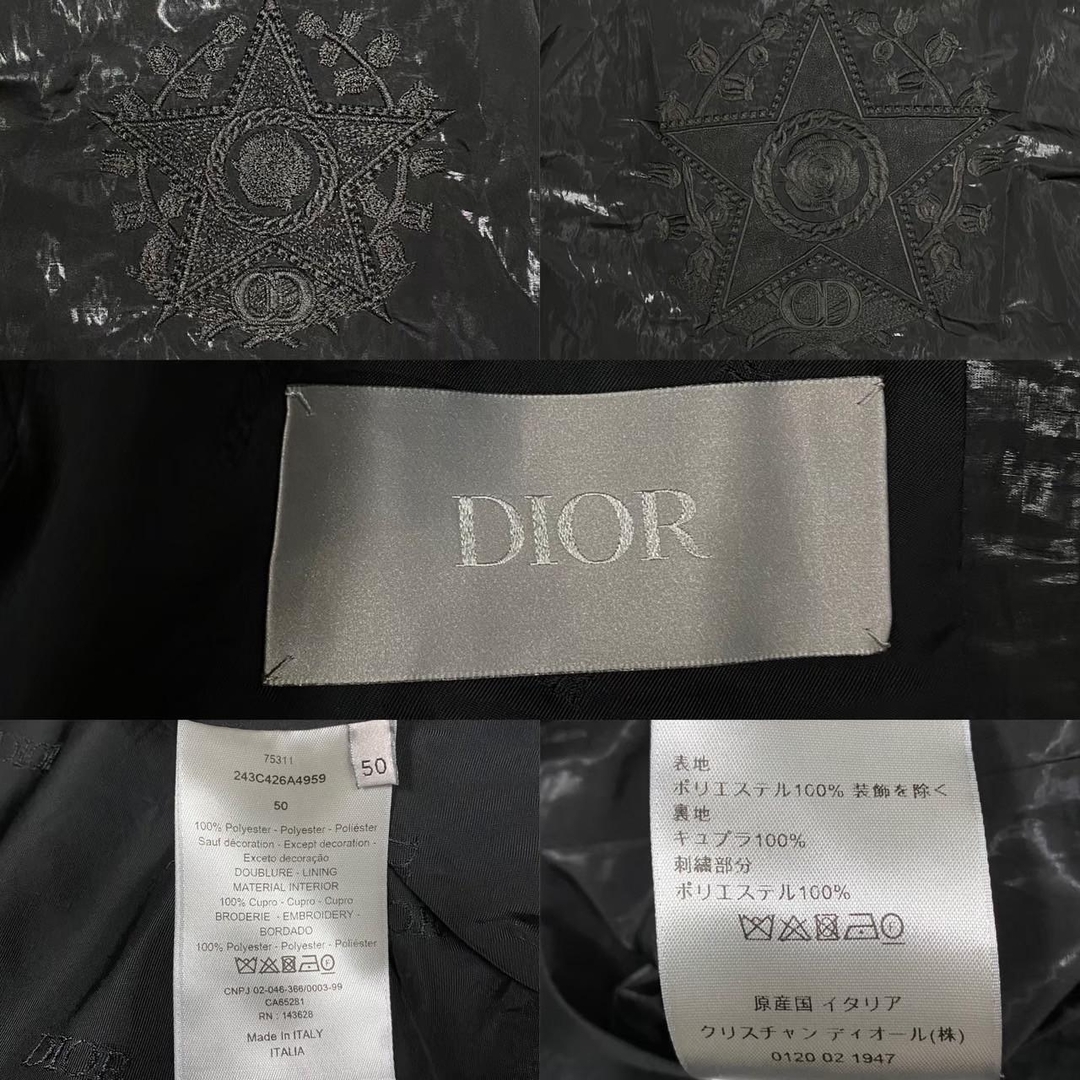 CD
CD
DIOR
75311
243C426A4959
50
50
100% Polyester - Polyester - Poliéster
Sauf décoration - Except decoration -
Exceto decoração
DOUBLURE - LINING
MATERIAL INTERIOR
100% Cupro - Cupro - Cupro
BRODERIE - EMBROIDERY -
BORDADO
100% Polyester - Polyester - Poliéster
F
CNPJ 02-046-366/0003-99
CA65281
RN : 143628
Made in ITALY
ITALIA
DIOR
表地
ポリエステル100% 装飾を除く
裏地
キュプラ100%
刺繍部分
ポリエステル100%
F
原産国 イタリア
クリスチャン ディオール(株)
0120 02 1947